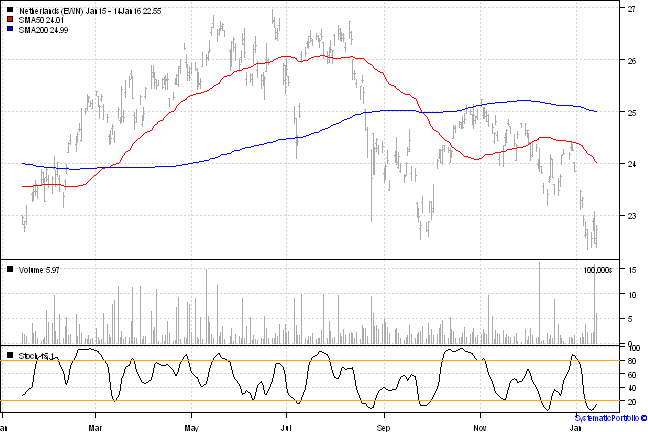 Netherlands (EWN) Jan 15 - 14Jan16 22.55
SMA50 24.01
SMA200 24.99
27
26
25
24
23
Volume 5.97
100,000s
15
10
5
0
Stoch 15,1
100
80
60
40
20
Mar
May
Jul
Sep
Nov
Jan
SystematicPortfolio ©